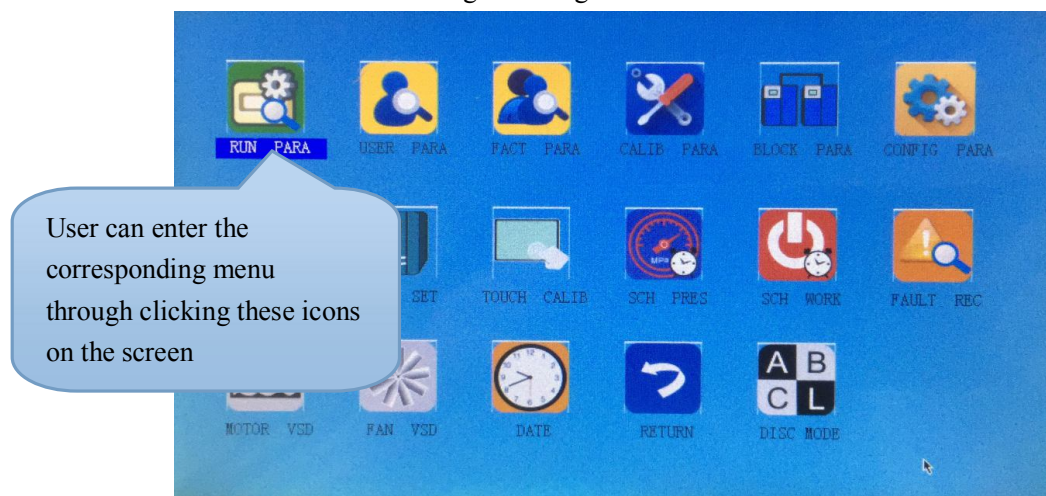 RUN PARA
USER PARA
FACT PARA
CALIB PARA
BLOCK PARA
CONFIG PARA
User can enter the
corresponding menu
through clicking these icons
on the screen
SET
TOUCH CALIB
MPa
SCH PRES
SCH WORK
FAULT REC
MOTOR VSD
FAN VSD
DATE
RETURN
A B
C L
DISC MODE